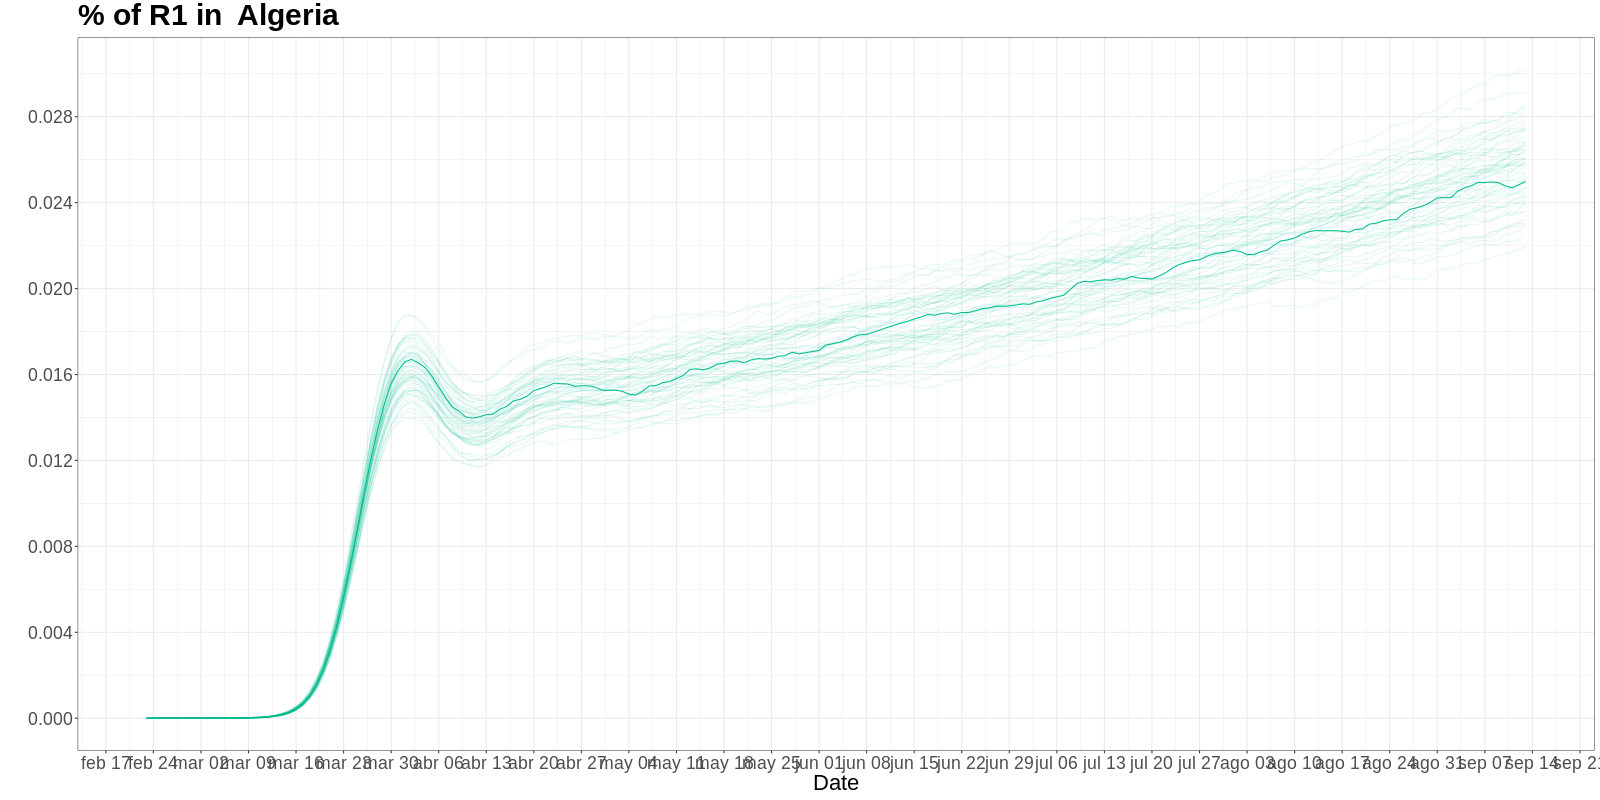 % of R1 in  Algeria
0.028
0.024
0.020
0.016
0.012
0.008
0.004
0.000
feb 17 feb 24 mar 02 mar 09 mar 16 mar 23 mar 30 abr 06 abr 13 abr 20 abr 27 may 04 may 11 may 18 may 25 jun 01 jun 08 jun 15 jun 22 jun 29 jul 06 jul 13 jul 20 jul 27 ago 03 ago 10 ago 17 ago 24 ago 31 sep 07 sep 14 sep 21
Date